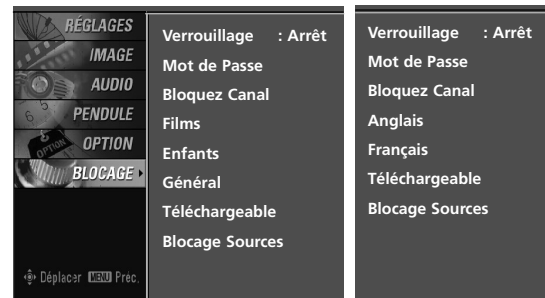 RÉGLAGES
IMAGE
AUDIO
PENDULE
OPTION
BLOCAGE
Déplacer MENU Préc.
Verrouillage : Arrêt
Mot de Passe
Bloquez Canal
Films
Enfants
Général
Téléchargeable
Blocage Sources
Verrouillage : Arrêt
Mot de Passe
Bloquez Canal
Anglais
Français
Téléchargeable
Blocage Sources